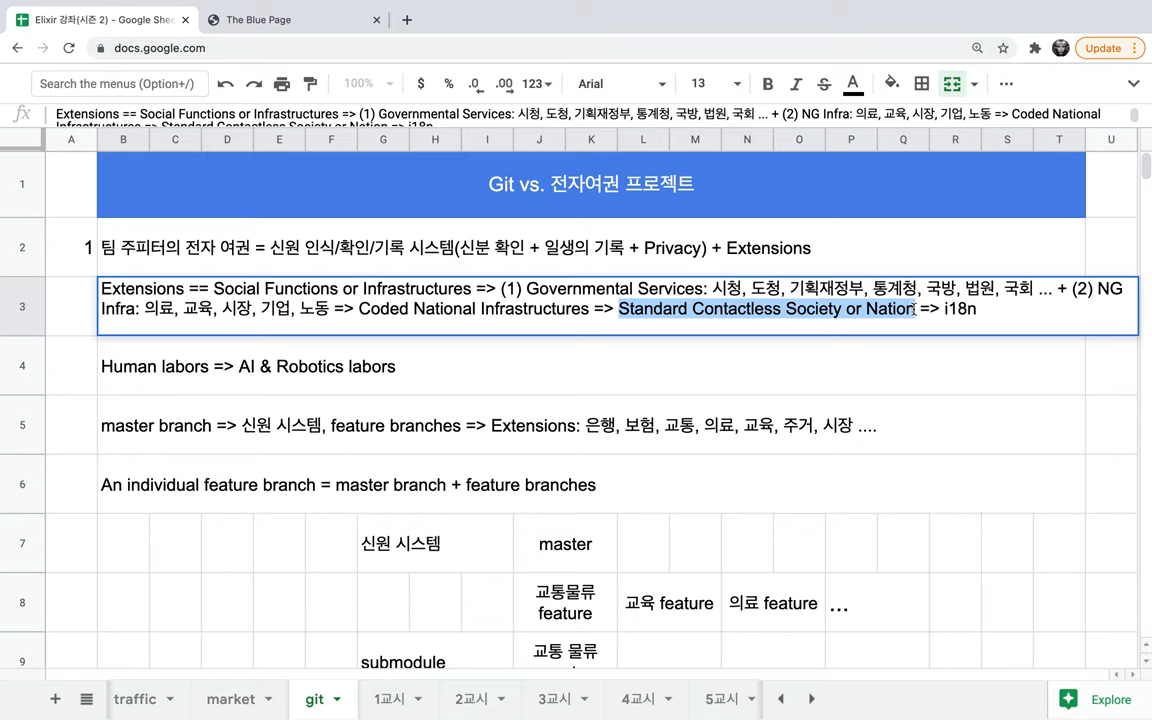 Elixir 강좌(시즌 2) - Google Shee
The Blue Page
docs.google.com
Update
Search the menus (Option+/)
100%
$ % .0 .00 123
Arial
13
B I S A
fx
Extensions == Social Functions or Infrastructures => (1) Governmental Services: 시청, 도청, 기획재정부, 통계청, 국방, 법원, 국회 ... + (2) NG Infra: 의료, 교육, 시장, 기업, 노동 => Coded National
Infrastructures => Standard Contactless Society or Nation => i18n
A B C D E F G H I J K L M N O P Q R S T U
1
Git vs. 전자여권 프로젝트
2
1 팀 주피터의 전자 여권 = 신원 인식/확인/기록 시스템(신분 확인 + 일생의 기록 + Privacy) + Extensions
3
Extensions == Social Functions or Infrastructures => (1) Governmental Services: 시청, 도청, 기획재정부, 통계청, 국방, 법원, 국회 ... + (2) NG
Infra: 의료, 교육, 시장, 기업, 노동 => Coded National Infrastructures => Standard Contactless Society or Nation => i18n
4
Human labors => AI & Robotics labors
5
master branch => 신원 시스템, feature branches => Extensions: 은행, 보험, 교통, 의료, 교육, 주거, 시장 ....
6
An individual feature branch = master branch + feature branches
7
신원 시스템
master
8
교통물류
feature
교육 feature
의료 feature
...
9
submodule
교통 물류
traffic
market
git
1교시
2교시
3교시
4교시
5교시
Explore